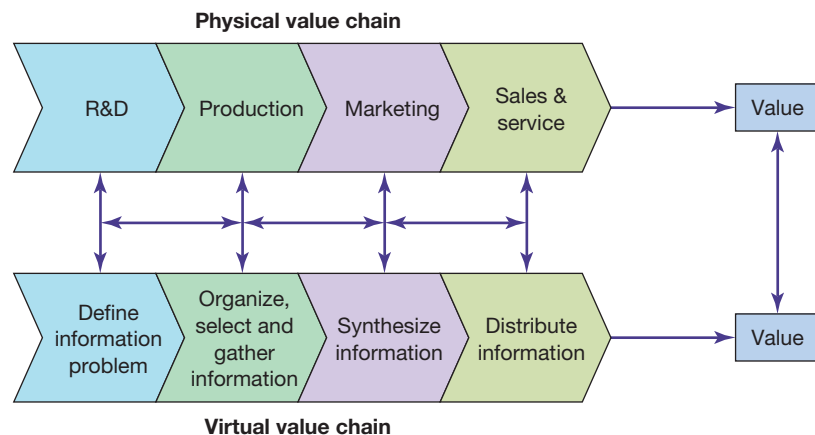 Physical value chain
R&D
Production
Marketing
Sales &
service
Value
Define
information
problem
Organize,
select and
gather
information
Synthesize
information
Distribute
information
Value
Virtual value chain